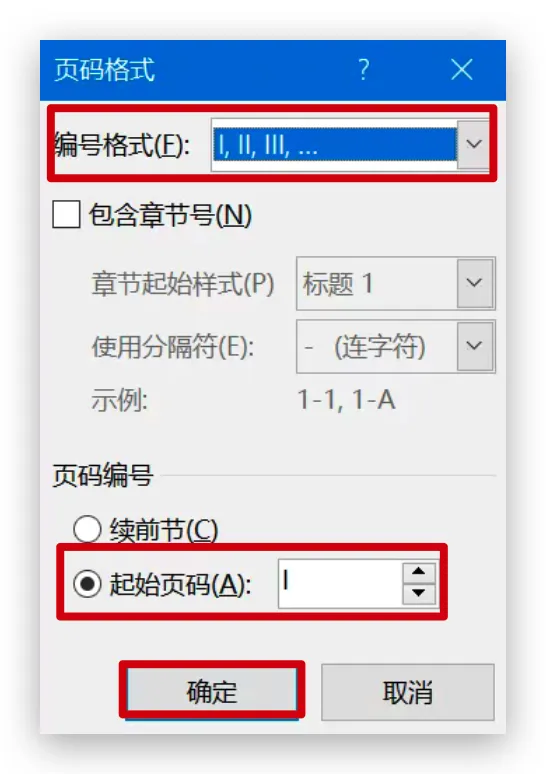 页码格式 ?
编号格式(F): I, II, III, ...
包含章节号(N)
章节起始样式(P) 标题 1
使用分隔符(E): - (连字符)
示例: 1-1, 1-A
页码编号
续前节(C)
起始页码(A): I
确定 取消